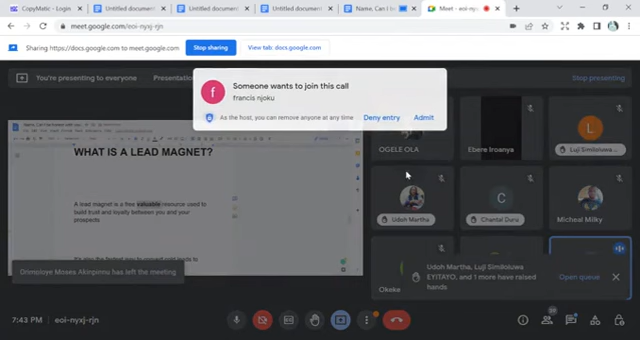 CopyMatic - Login
Untitled document
Untitled document
Untitled document
Name, Can I b
Meet - eoi-nyxj
meet.google.com/eoi-nyxj-rjn
Sharing https://docs.google.com to meet.google.com
Stop sharing
View tab: docs.google.com
You're presenting to everyone
Presentation
Stop presenting
Someone wants to join this call
f
francis njoku
As the host, you can remove anyone at any time
Deny entry
Admit
OGELE OLA
Ebere Iroanya
L
Luji Similoluwa ...
WHAT IS A LEAD MAGNET?
A lead magnet is a free valuable resource used to
build trust and loyalty between you and your
prospects
Udoh Martha
C
Chantal Duru
Micheal Milky
Orimoloye Moses Akinpinmu has left the meeting
Okeke
Udoh Martha, Luji Similoluwa
EYITAYO, and 1 more have raised
hands
Open queue
7:43 PM
eoi-nyxj-rjn